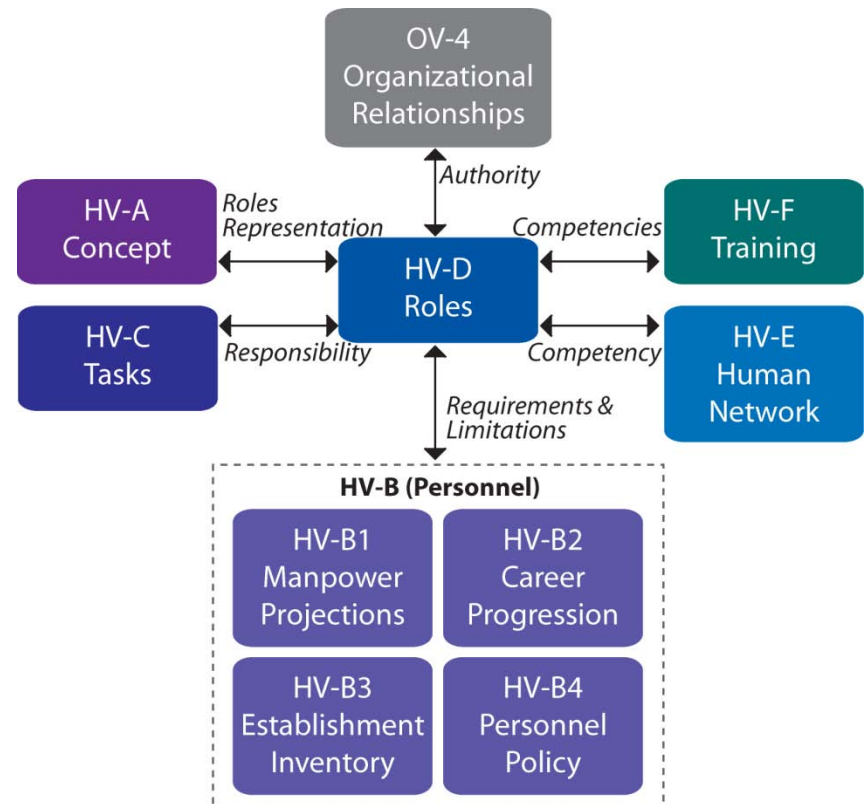 OV-4
Organizational
Relationships
Authority
HV-A
Concept
Roles
Representation
Competencies
HV-F
Training
HV-D
Roles
HV-C
Tasks
Responsibility
Competency
HV-E
Human
Network
Requirements &
Limitations
HV-B (Personnel)
HV-B1
Manpower
Projections
HV-B2
Career
Progression
HV-B3
Establishment
Inventory
HV-B4
Personnel
Policy